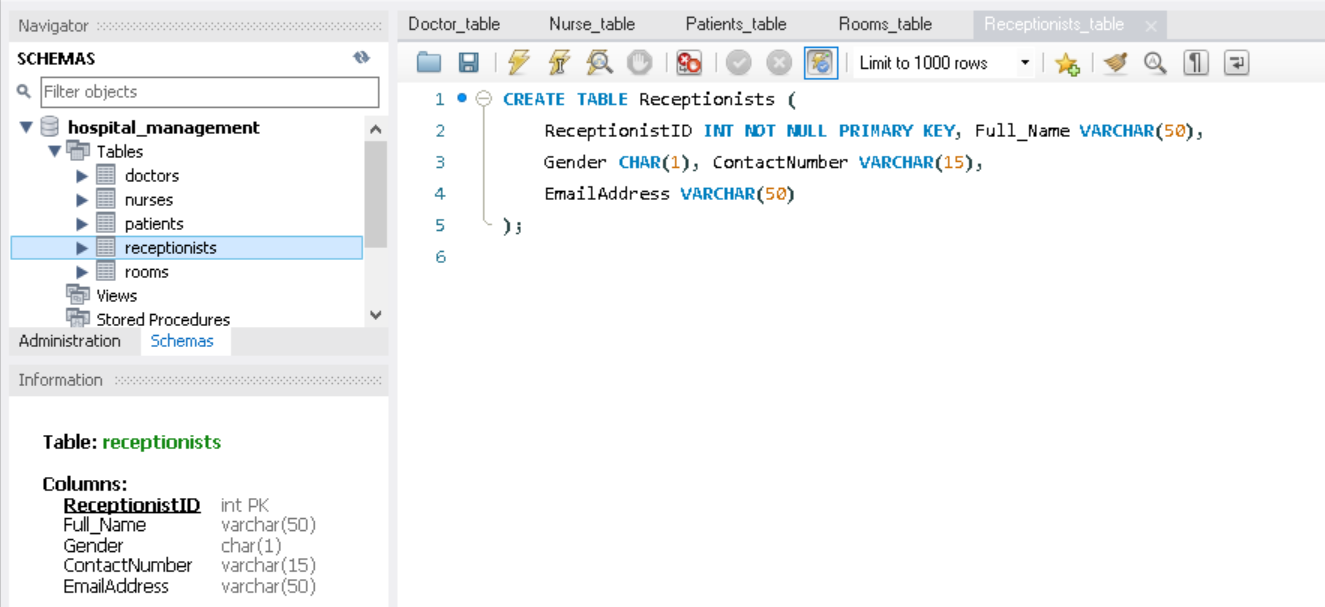 Navigator
SCHEMAS
Filter objects
hospital_management
Tables
doctors
nurses
patients
receptionists
rooms
Views
Stored Procedures
Administration Schemas
Information
Table: receptionists
Columns:
ReceptionistID int PK
Full_Name varchar(50)
Gender char(1)
ContactNumber varchar(15)
EmailAddress varchar(50)
Doctor_table Nurse_table Patients_table Rooms_table Receptionists_table
Limit to 1000 rows
1 CREATE TABLE Receptionists (
2 ReceptionistID INT NOT NULL PRIMARY KEY, Full_Name VARCHAR(50),
3 Gender CHAR(1), ContactNumber VARCHAR(15),
4 EmailAddress VARCHAR(50)
5 );
6